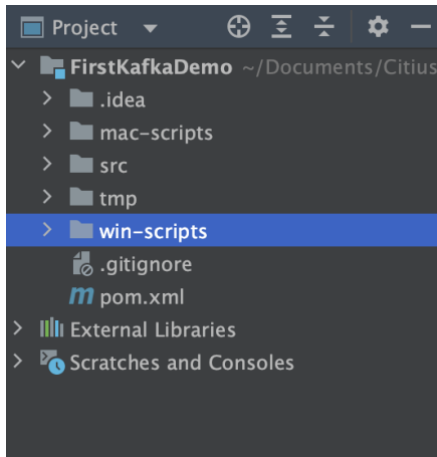 Project
FirstKafkaDemo ~/Documents/Citius
.idea
mac-scripts
src
tmp
win-scripts
.gitignore
m pom.xml
External Libraries
Scratches and Consoles